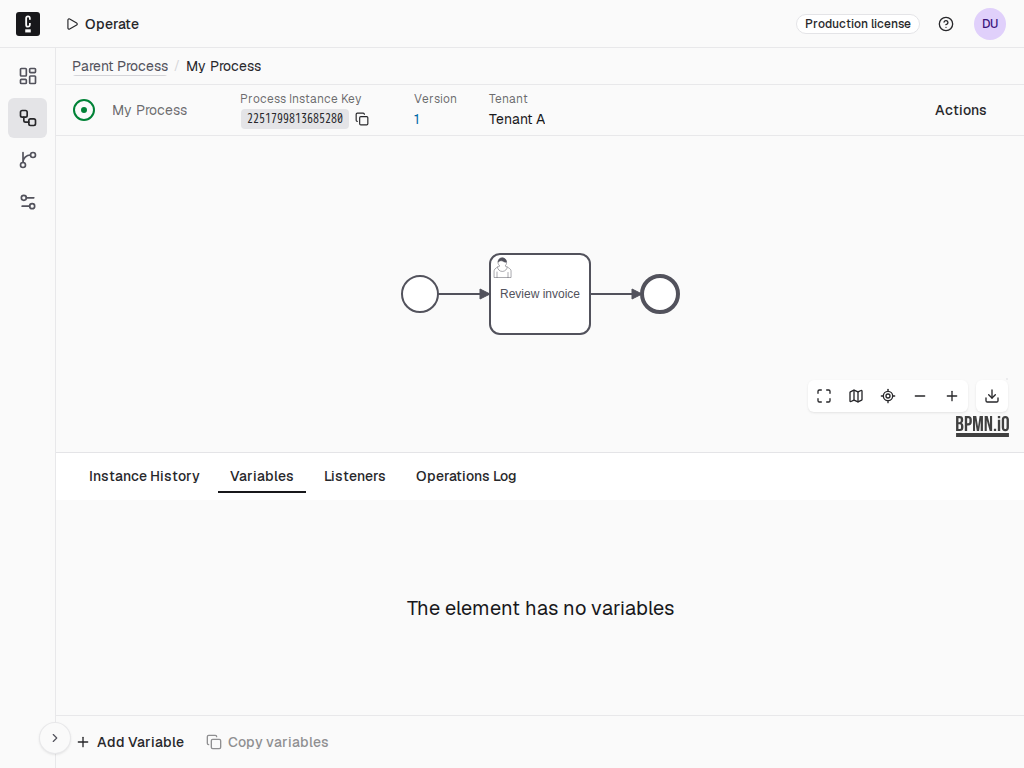 Operate
Production license
DU
Parent Process / My Process
My Process
Process Instance Key
2251799813685280
Version
1
Tenant
Tenant A
Actions
Review invoice
BPMN.iO
Instance History
Variables
Listeners
Operations Log
The element has no variables
Add Variable
Copy variables